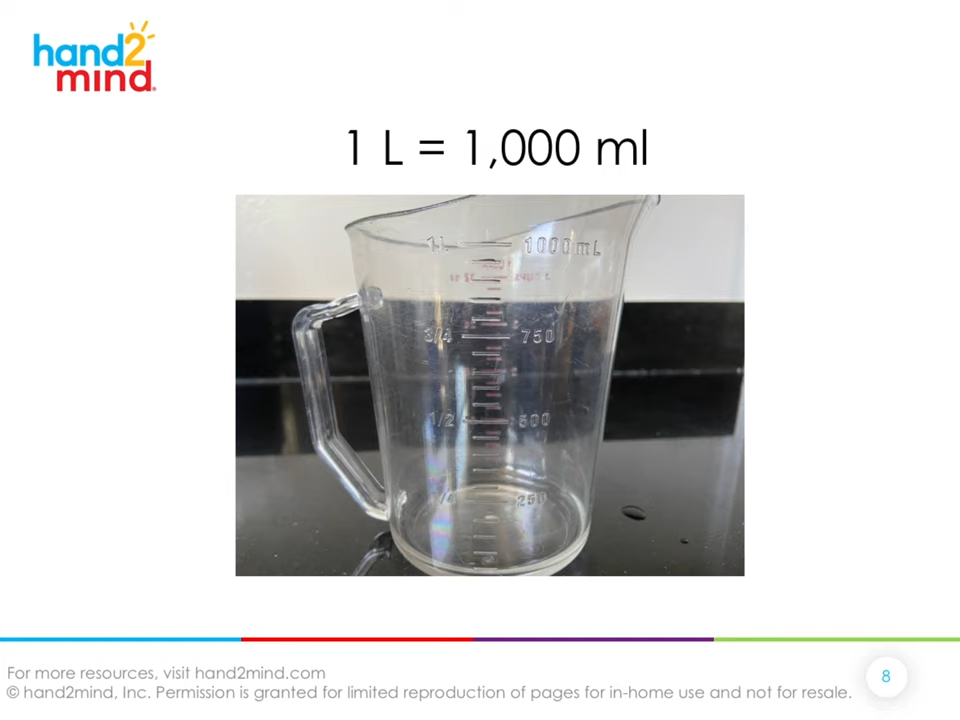 hand2
mind
1 L = 1,000 ml
1 L 1000mL
3/4 750
1/2 500
250
For more resources, visit hand2mind.com
© hand2mind, Inc. Permission is granted for limited reproduction of pages for in-home use and not for resale.
8